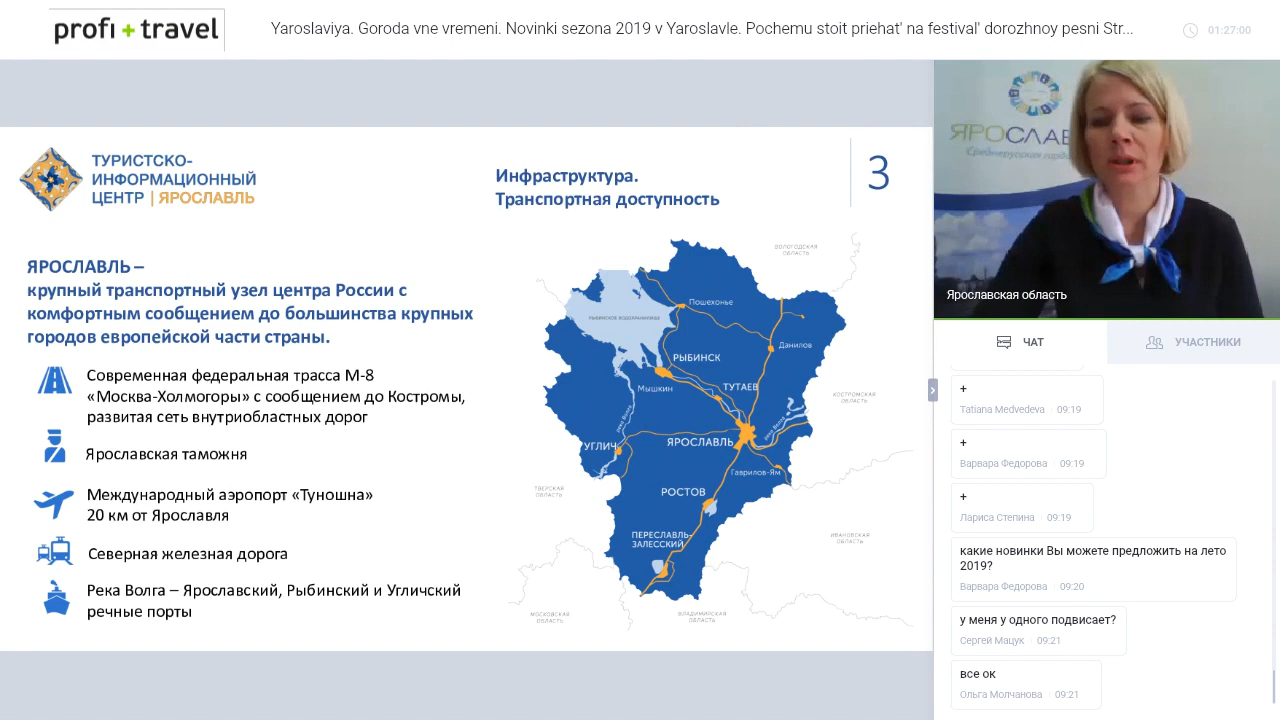 profi + travel
Yaroslaviya. Goroda vne vremeni. Novinki sezona 2019 v Yaroslavle. Pochemu stoit priehat' na festival' dorozhnoy pesni Str...
01:27:00
ТУРИСТСКО-
ИНФОРМАЦИОННЫЙ
ЦЕНТР | ЯРОСЛАВЛЬ
Инфраструктура.
Транспортная доступность
3
ЯРОСЛАВЛЬ –
крупный транспортный узел центра России с
комфортным сообщением до большинства крупных
городов европейской части страны.
Современная федеральная трасса М-8
«Москва-Холмогоры» с сообщением до Костромы,
развитая сеть внутриобластных дорог
Ярославская таможня
Международный аэропорт «Туношна»
20 км от Ярославля
Северная железная дорога
Река Волга – Ярославский, Рыбинский и Угличский
речные порты
ВОЛОГОДСКАЯ
ОБЛАСТЬ
Пошехонье
РЫБИНСКОЕ ВОДОХРАНИЛИЩЕ
Данилов
РЫБИНСК
Мышкин
ТУТАЕВ
КОСТРОМСКАЯ
ОБЛАСТЬ
река Волга
река Волга
УГЛИЧ
ЯРОСЛАВЛЬ
Гаврилов-Ям
ТВЕРСКАЯ
ОБЛАСТЬ
РОСТОВ
ПЕРЕСЛАВЛЬ-
ЗАЛЕССКИЙ
ИВАНОВСКАЯ
ОБЛАСТЬ
МОСКОВСКАЯ
ОБЛАСТЬ
ВЛАДИМИРСКАЯ
ОБЛАСТЬ
ЯРОСЛАВ
Среднерусская
Ярославская область
ЧАТ
УЧАСТНИКИ
+
Tatiana Medvedeva · 09:19
+
Варвара Федорова · 09:19
+
Лариса Степина · 09:19
какие новинки Вы можете предложить на лето
2019?
Варвара Федорова · 09:20
у меня у одного подвисает?
Сергей Мацук · 09:21
все ок
Ольга Молчанова · 09:21